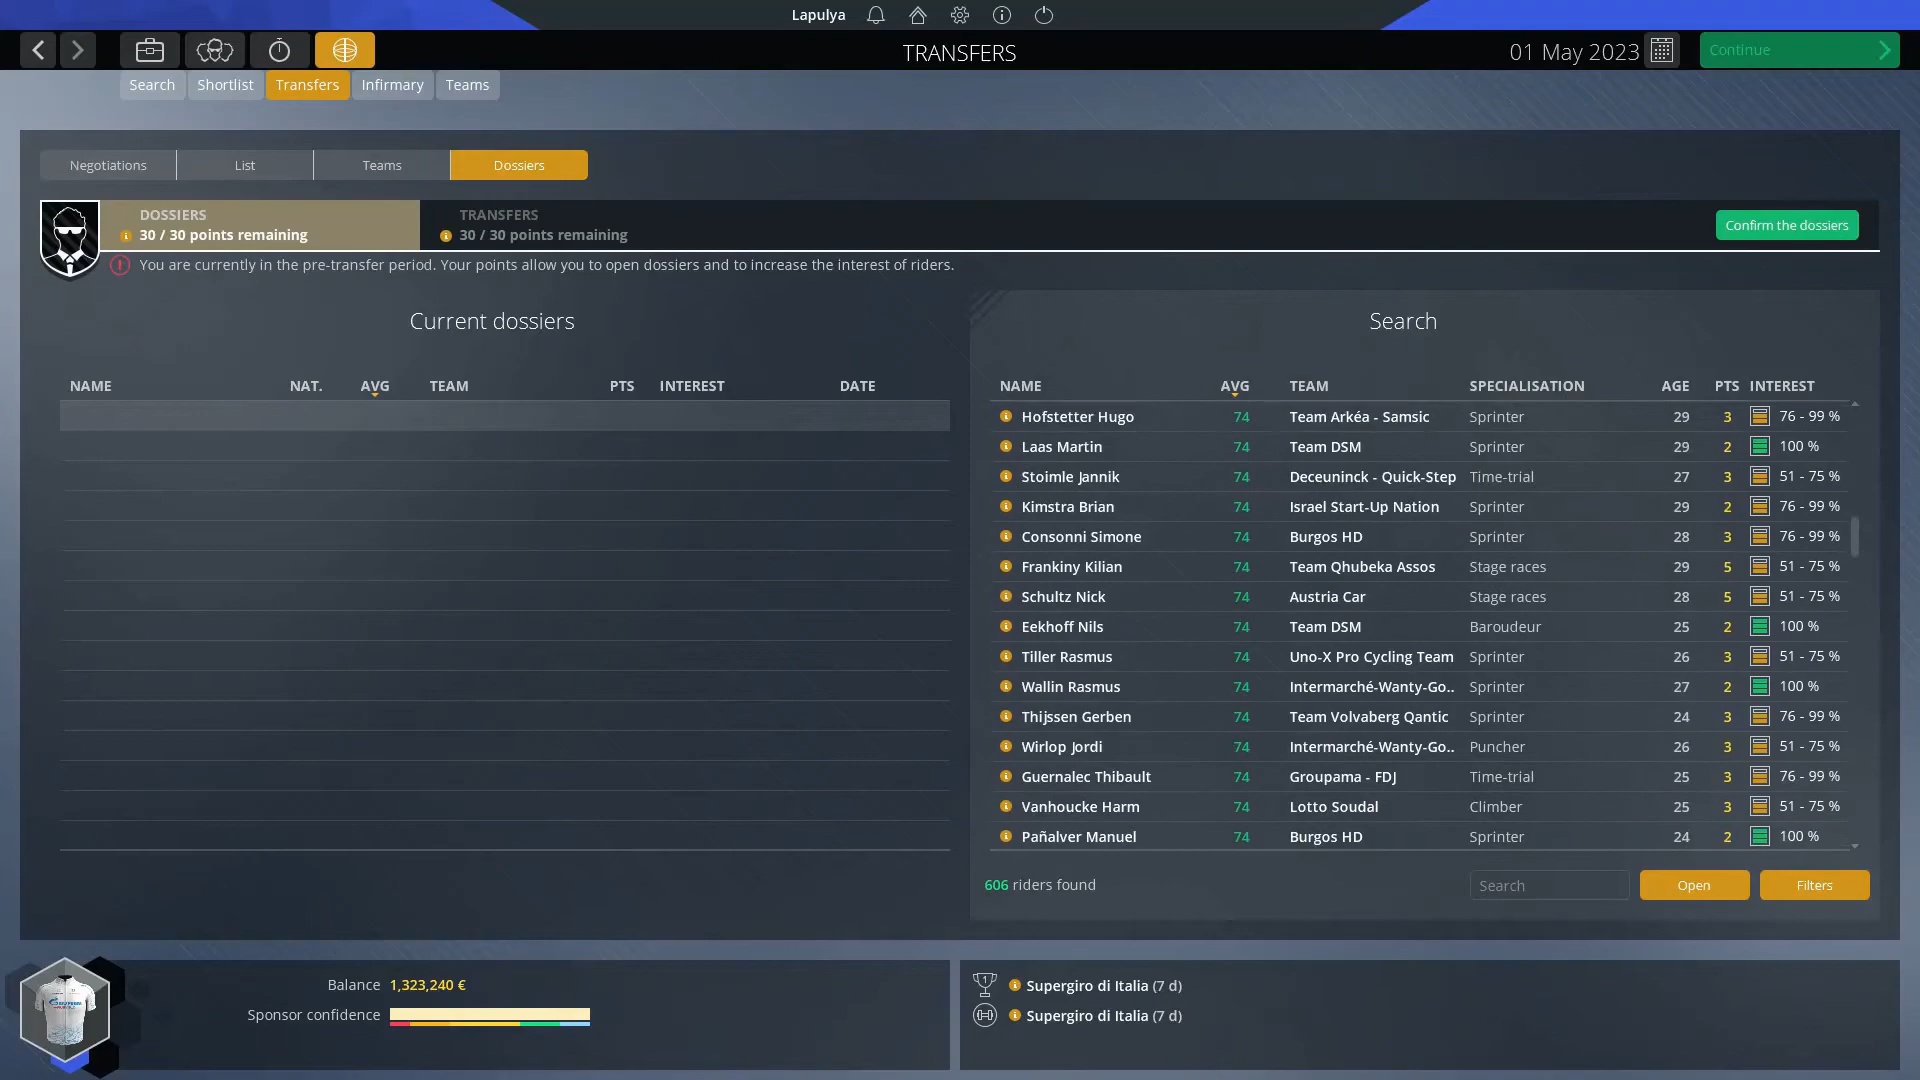 Lapulya
TRANSFERS
01 May 2023
Continue
Search
Shortlist
Transfers
Infirmary
Teams
Negotiations
List
Teams
Dossiers
DOSSIERS
30 / 30 points remaining
TRANSFERS
30 / 30 points remaining
Confirm the dossiers
You are currently in the pre-transfer period. Your points allow you to open dossiers and to increase the interest of riders.
Current dossiers
NAME NAT. AVG TEAM PTS INTEREST DATE
Search
NAME AVG TEAM SPECIALISATION AGE PTS INTEREST
Hofstetter Hugo 74 Team Arkéa - Samsic Sprinter 29 3 76 - 99 %
Laas Martin 74 Team DSM Sprinter 29 2 100 %
Stoimle Jannik 74 Deceuninck - Quick-Step Time-trial 27 3 51 - 75 %
Kimstra Brian 74 Israel Start-Up Nation Sprinter 29 2 76 - 99 %
Consonni Simone 74 Burgos HD Sprinter 28 3 76 - 99 %
Frankiny Kilian 74 Team Qhubeka Assos Stage races 29 5 51 - 75 %
Schultz Nick 74 Austria Car Stage races 28 5 51 - 75 %
Eekhoff Nils 74 Team DSM Baroudeur 25 2 100 %
Tiller Rasmus 74 Uno-X Pro Cycling Team Sprinter 26 3 51 - 75 %
Wallin Rasmus 74 Intermarché-Wanty-Go.. Sprinter 27 2 100 %
Thijssen Gerben 74 Team Volvaberg Qantic Sprinter 24 3 76 - 99 %
Wirlop Jordi 74 Intermarché-Wanty-Go.. Puncher 26 3 51 - 75 %
Guernalec Thibault 74 Groupama - FDJ Time-trial 25 3 76 - 99 %
Vanhoucke Harm 74 Lotto Soudal Climber 25 3 51 - 75 %
Pañalver Manuel 74 Burgos HD Sprinter 24 2 100 %
606 riders found
Search
Open
Filters
Balance 1,323,240 €
Sponsor confidence
1 Supergiro di Italia (7 d)
Supergiro di Italia (7 d)